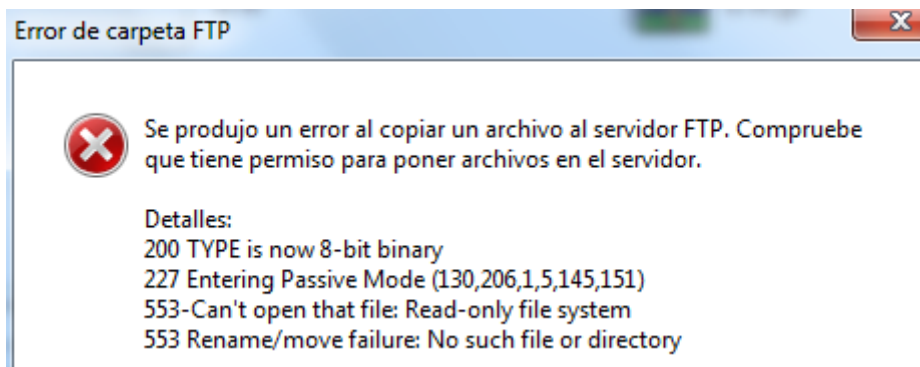 Error de carpeta FTP
Se produjo un error al copiar un archivo al servidor FTP. Compruebe
que tiene permiso para poner archivos en el servidor.
Detalles:
200 TYPE is now 8-bit binary
227 Entering Passive Mode (130,206,1,5,145,151)
553-Can't open that file: Read-only file system
553 Rename/move failure: No such file or directory